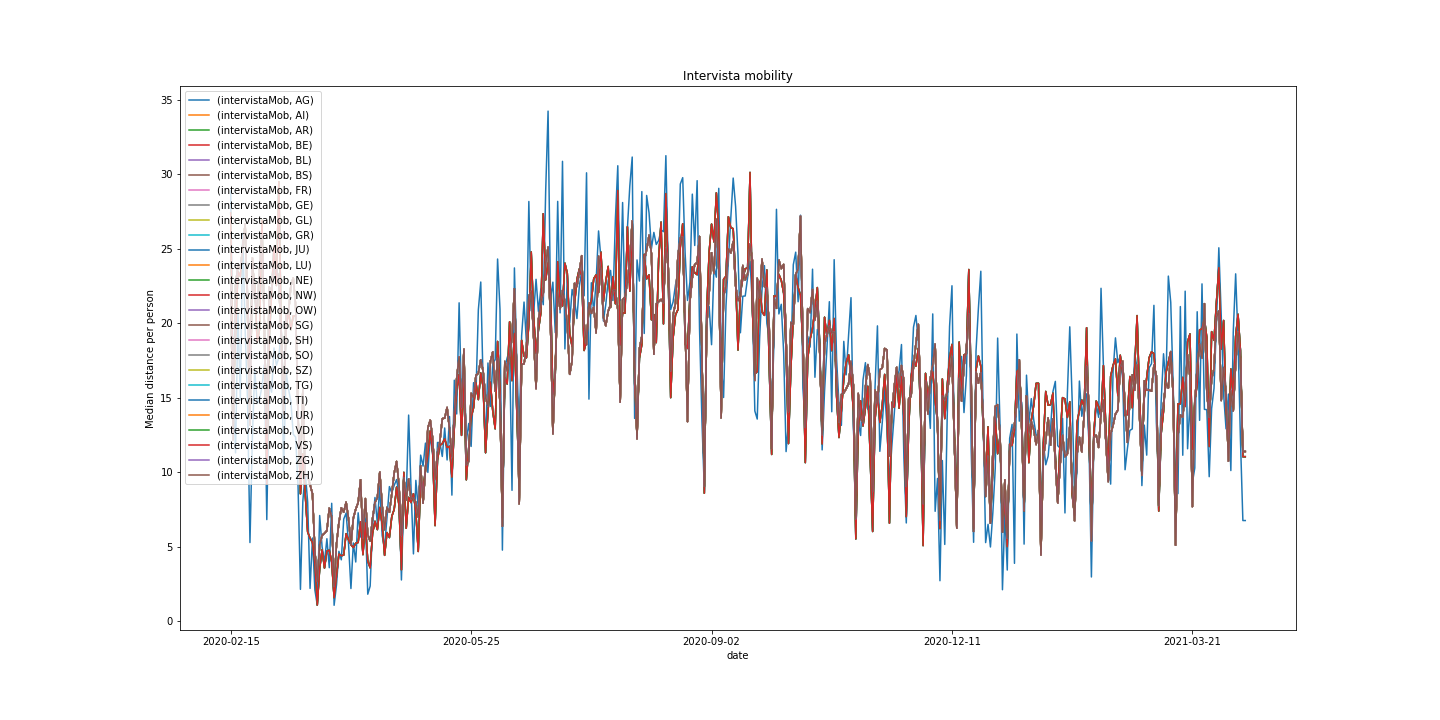 Intervista mobility
35
30
25
20
15
10
5
0
Median distance per person
(intervistaMob, AG)
(intervistaMob, AI)
(intervistaMob, AR)
(intervistaMob, BE)
(intervistaMob, BL)
(intervistaMob, BS)
(intervistaMob, FR)
(intervistaMob, GE)
(intervistaMob, GL)
(intervistaMob, GR)
(intervistaMob, JU)
(intervistaMob, LU)
(intervistaMob, NE)
(intervistaMob, NW)
(intervistaMob, OW)
(intervistaMob, SG)
(intervistaMob, SH)
(intervistaMob, SO)
(intervistaMob, SZ)
(intervistaMob, TG)
(intervistaMob, TI)
(intervistaMob, UR)
(intervistaMob, VD)
(intervistaMob, VS)
(intervistaMob, ZG)
(intervistaMob, ZH)
2020-02-15
2020-05-25
2020-09-02
2020-12-11
2021-03-21
date